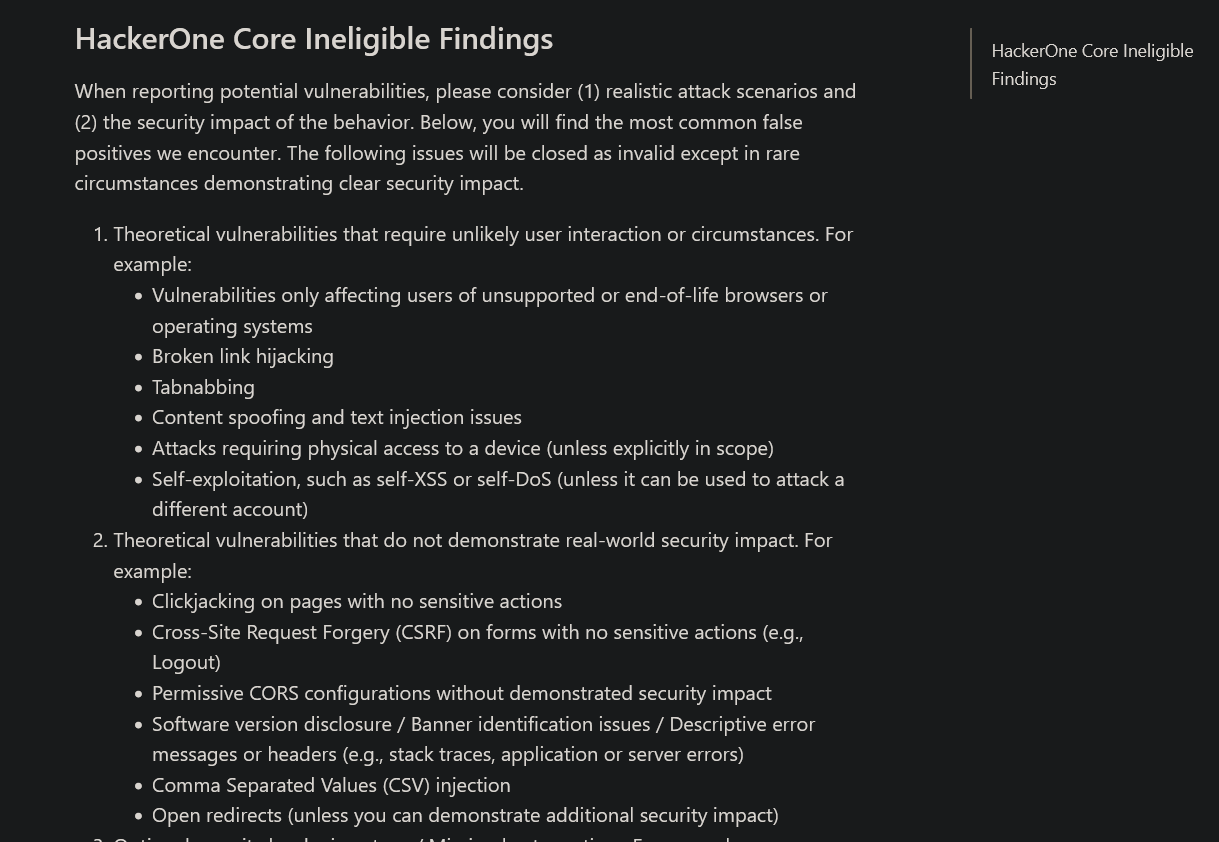 HackerOne Core Ineligible Findings
When reporting potential vulnerabilities, please consider (1) realistic attack scenarios and
(2) the security impact of the behavior. Below, you will find the most common false
positives we encounter. The following issues will be closed as invalid except in rare
circumstances demonstrating clear security impact.
1. Theoretical vulnerabilities that require unlikely user interaction or circumstances. For
example:
• Vulnerabilities only affecting users of unsupported or end-of-life browsers or
operating systems
• Broken link hijacking
• Tabnabbing
• Content spoofing and text injection issues
• Attacks requiring physical access to a device (unless explicitly in scope)
• Self-exploitation, such as self-XSS or self-DoS (unless it can be used to attack a
different account)
2. Theoretical vulnerabilities that do not demonstrate real-world security impact. For
example:
• Clickjacking on pages with no sensitive actions
• Cross-Site Request Forgery (CSRF) on forms with no sensitive actions (e.g.,
Logout)
• Permissive CORS configurations without demonstrated security impact
• Software version disclosure / Banner identification issues / Descriptive error
messages or headers (e.g., stack traces, application or server errors)
• Comma Separated Values (CSV) injection
• Open redirects (unless you can demonstrate additional security impact)
HackerOne Core Ineligible
Findings